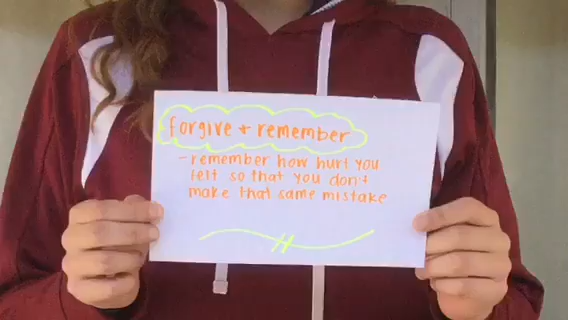 forgive + remember
- remember how hurt you
felt so that you don't
make that same mistake